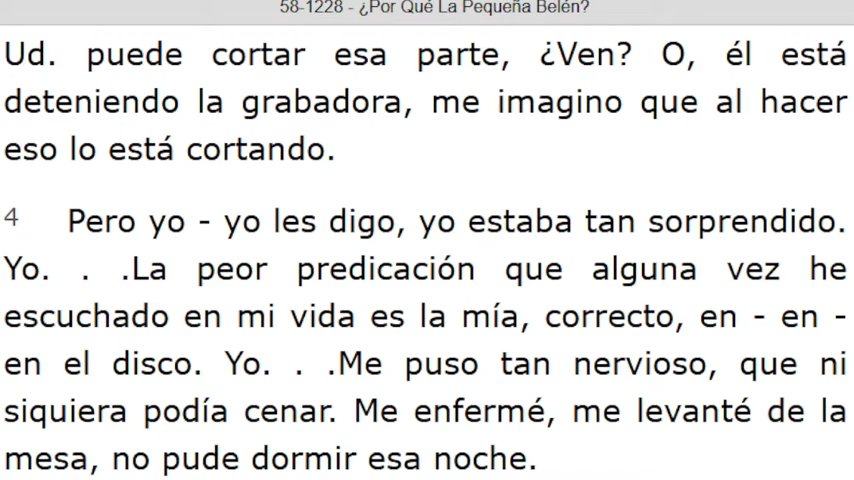 58-1228 - ¿Por Qué La Pequeña Belén?
Ud. puede cortar esa parte, ¿Ven? O, él está
deteniendo la grabadora, me imagino que al hacer
eso lo está cortando.
4 Pero yo - yo les digo, yo estaba tan sorprendido.
Yo. . .La peor predicación que alguna vez he
escuchado en mi vida es la mía, correcto, en - en -
en el disco. Yo. . .Me puso tan nervioso, que ni
siquiera podía cenar. Me enfermé, me levanté de la
mesa, no pude dormir esa noche.